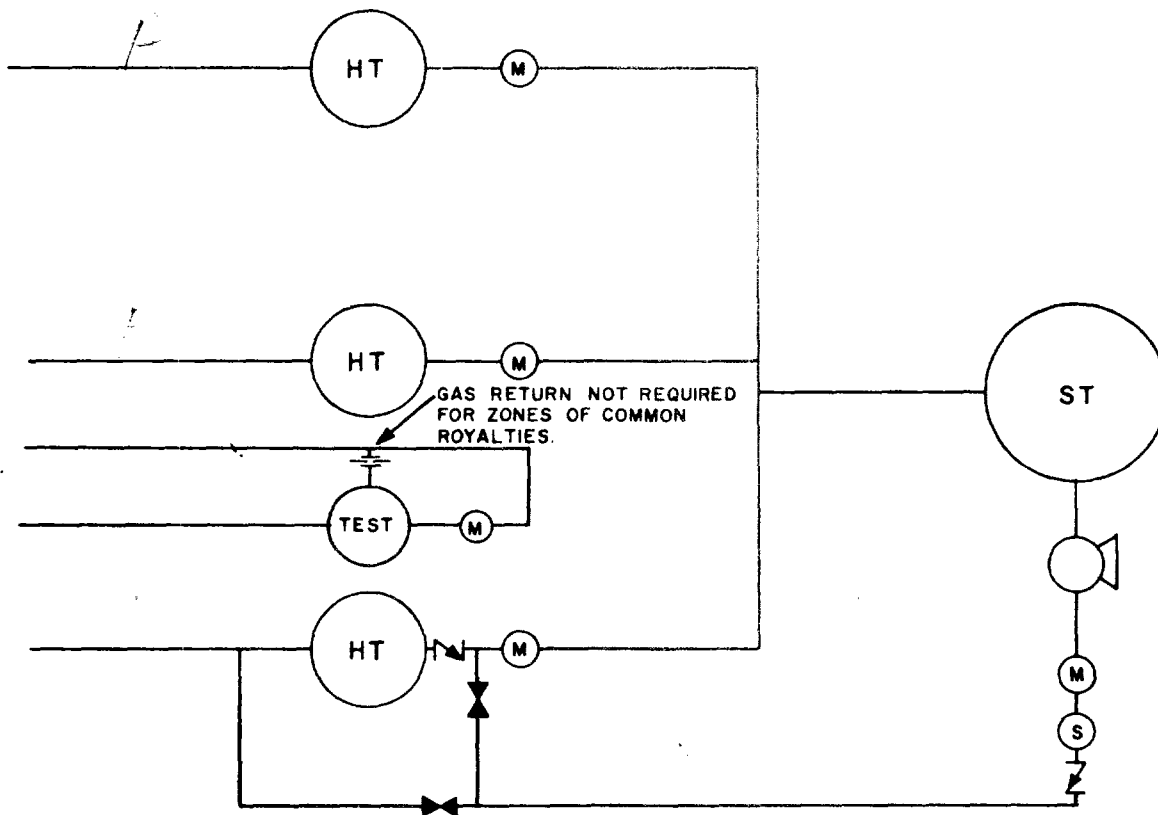 HT
M
HT
M
GAS RETURN NOT REQUIRED
FOR ZONES OF COMMON
ROYALTIES.
ST
TEST
M
HT
M
M
S